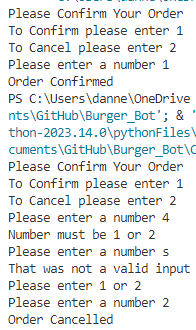 Please Confirm Your Order
To Confirm please enter 1
To Cancel please enter 2
Please enter a number 1
Order Confirmed
PS C:\Users\danne\OneDrive
nts\GitHub\Burger_Bot'; & '
thon-2023.14.0\pythonFiles\
cuments\GitHub\Burger_Bot\C
Please Confirm Your Order
To Confirm please enter 1
To Cancel please enter 2
Please enter a number 4
Number must be 1 or 2
Please enter a number s
That was not a valid input
Please enter 1 or 2
Please enter a number 2
Order Cancelled